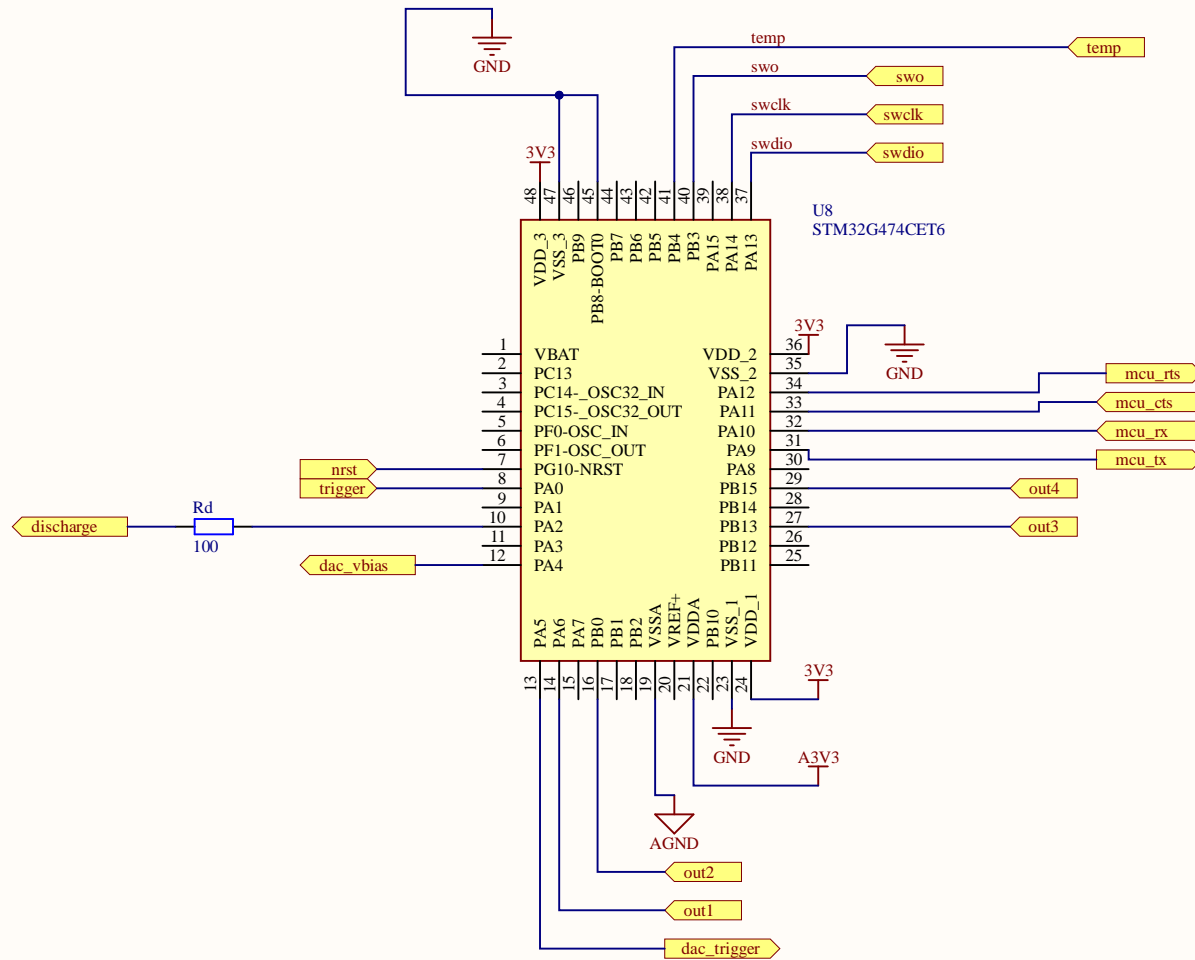 GND
temp
temp
swo
swo
swclk
swclk
swdio
swdio
3V3
48
47
46
45
44
43
42
41
40
39
38
37
U8
STM32G474CET6
VDD_3
VSS_3
PB9
PB8-BOOT0
PB7
PB6
PB5
PB4
PB3
PA15
PA14
PA13
3V3
GND
1
VBAT
VDD_2
36
2
PC13
VSS_2
35
3
PC14-_OSC32_IN
PA12
34
mcu_rts
4
PC15-_OSC32_OUT
PA11
33
mcu_cts
5
PF0-OSC_IN
PA10
32
mcu_rx
6
PF1-OSC_OUT
PA9
31
mcu_tx
nrst
7
PG10-NRST
PA8
30
trigger
8
PA0
PB15
29
out4
9
PA1
PB14
28
discharge
Rd
100
10
PA2
PB13
27
out3
11
PA3
PB12
26
dac_vbias
12
PA4
PB11
25
PA5
PA6
PA7
PB0
PB1
PB2
VSSA
VREF+
VDDA
PB10
VSS_1
VDD_1
13
14
15
16
17
18
19
20
21
22
23
24
3V3
GND
A3V3
AGND
out2
out1
dac_trigger